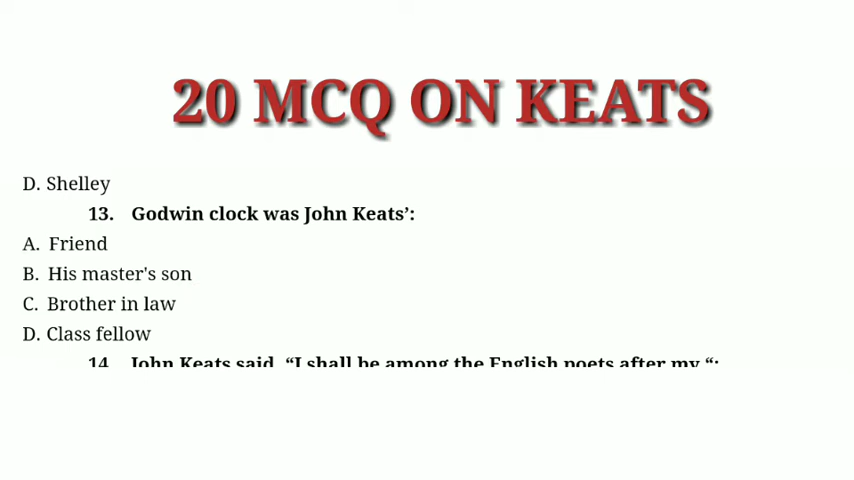 20 MCQ ON KEATS
D. Shelley
13. Godwin clock was John Keats’:
A. Friend
B. His master's son
C. Brother in law
D. Class fellow
14. John Keats said, “I shall be among the English poets after my “: